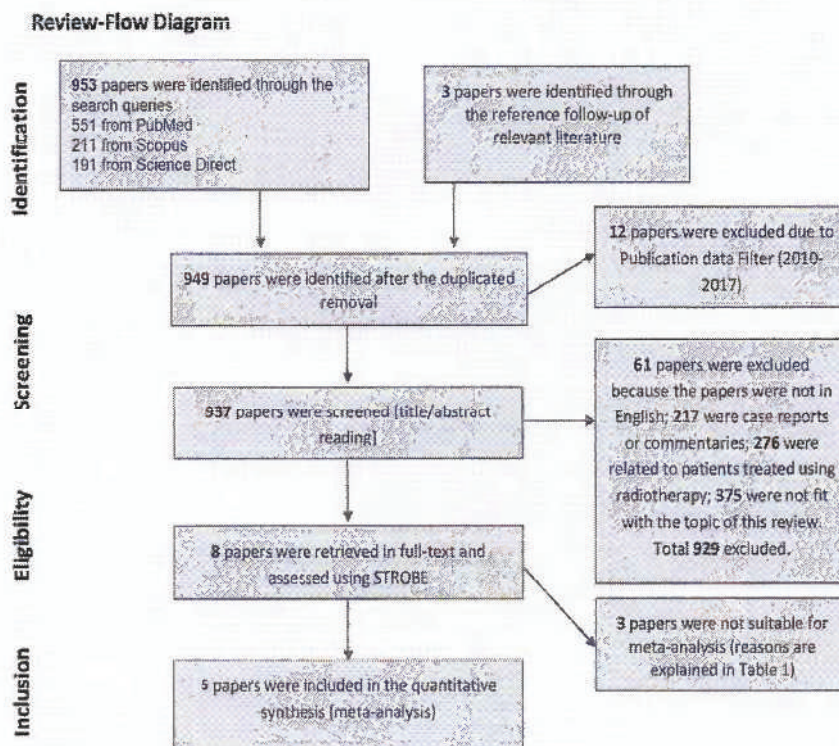 Review-Flow Diagram
Identification
953 papers were identified through the
search queries
551 from PubMed
211 from Scopus
191 from Science Direct
3 papers were identified through
the reference follow-up of
relevant literature
Screening
949 papers were identified after the duplicated
removal
12 papers were excluded due to
Publication data Filter (2010-
2017)
937 papers were screened [title/abstract
reading]
61 papers were excluded
because the papers were not in
English; 217 were case reports
or commentaries; 276 were
related to patients treated using
radiotherapy; 375 were not fit
with the topic of this review.
Total 929 excluded.
Eligibility
8 papers were retrieved in full-text and
assessed using STROBE
3 papers were not suitable for
meta-analysis (reasons are
explained in Table 1)
Inclusion
5 papers were included in the quantitative
synthesis (meta-analysis)